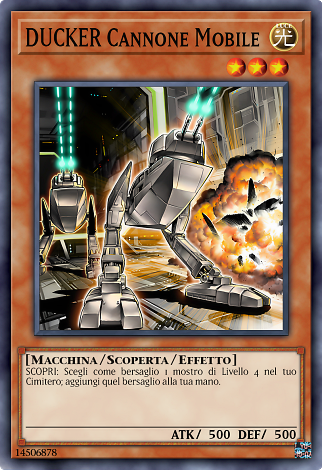 DUCKER CANNONE MOBILE
光
[MACCHINA/SCOPERTA/EFFETTO]
SCOPRI: Scegli come bersaglio 1 mostro di Livello 4 nel tuo
Cimitero; aggiungi quel bersaglio alla tua mano.
ATK/ 500 DEF/ 500
14506878